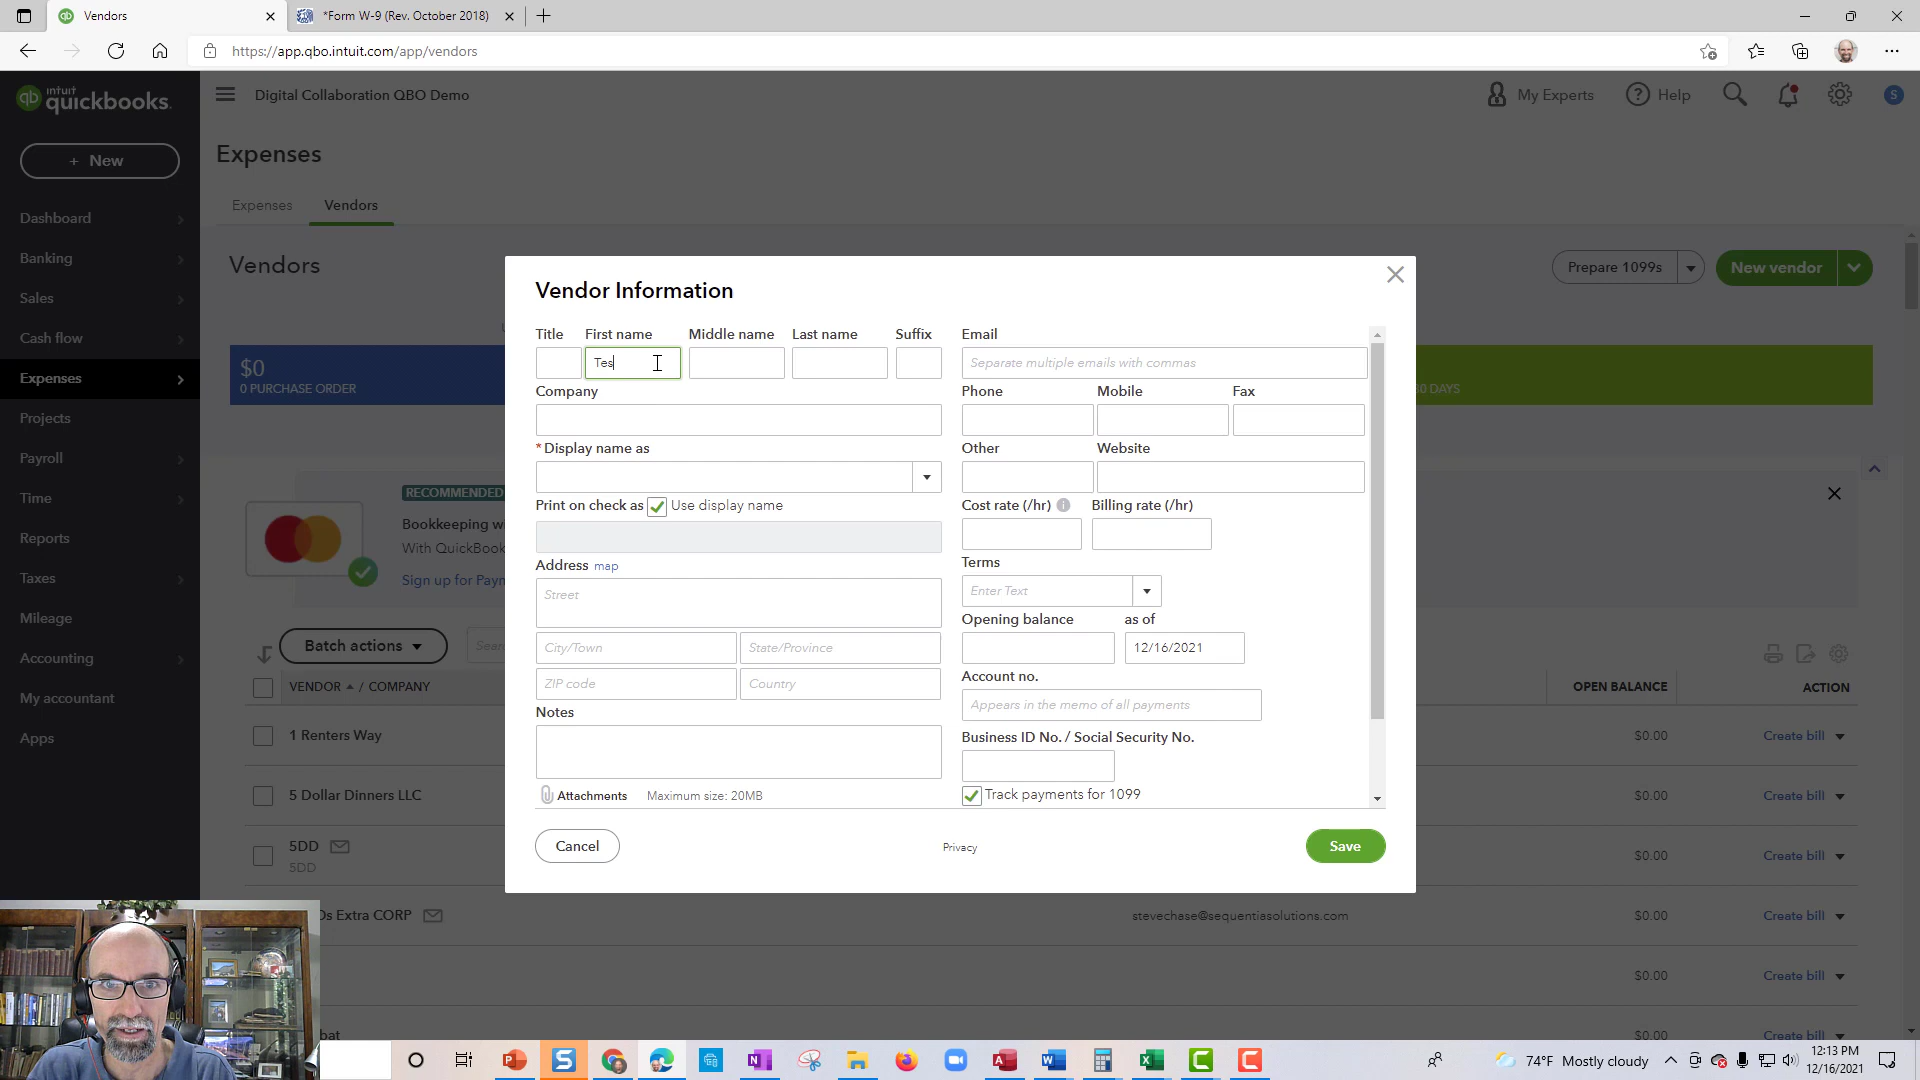 Vendors
*Form W-9 (Rev. October 2018)
https://app.qbo.intuit.com/app/vendors
intuit
quickbooks.
Digital Collaboration QBO Demo
My Experts
Help
S
+ New
Expenses
Dashboard
Banking
Sales
Cash flow
Expenses
Projects
Payroll
Time
Reports
Taxes
Mileage
Accounting
My accountant
Apps
Expenses
Vendors
Vendors
Prepare 1099s
New vendor
$0
0 PURCHASE ORDER
30 DAYS
RECOMMENDED
Bookkeeping
With QuickBook
Sign up for
Batch actions
VENDOR / COMPANY
OPEN BALANCE
ACTION
1 Renters Way
$0.00
Create bill
5 Dollar Dinners LLC
$0.00
Create bill
5DD
5DD
$0.00
Create bill
Ds Extra CORP
stevechase@sequentiasolutions.com
$0.00
Create bill
$0.00
Create bill
$0.00
Create bill
Vendor Information
Title First name Middle name Last name Suffix
Tes
Company
* Display name as
Print on check as Use display name
Address map
Street
City/Town State/Province
ZIP code Country
Notes
Attachments Maximum size: 20MB
Email
Separate multiple emails with commas
Phone Mobile Fax
Other Website
Cost rate (/hr) Billing rate (/hr)
Terms
Enter Text
Opening balance as of
12/16/2021
Account no.
Appears in the memo of all payments
Business ID No. / Social Security No.
Track payments for 1099
Cancel
Privacy
Save
74°F Mostly cloudy
12:13 PM
12/16/2021